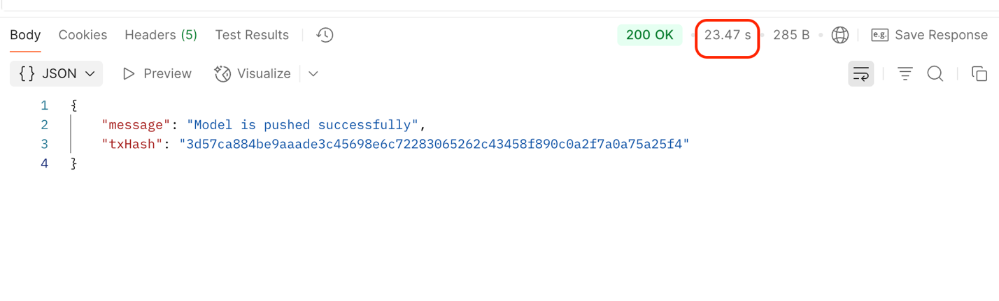 Body Cookies Headers (5) Test Results 200 OK 23.47 s 285 B e.g. Save Response
{} JSON Preview Visualize
1 {
2 "message": "Model is pushed successfully",
3 "txHash": "3d57ca884be9aaade3c45698e6c72283065262c43458f890c0a2f7a0a75a25f4"
4 }